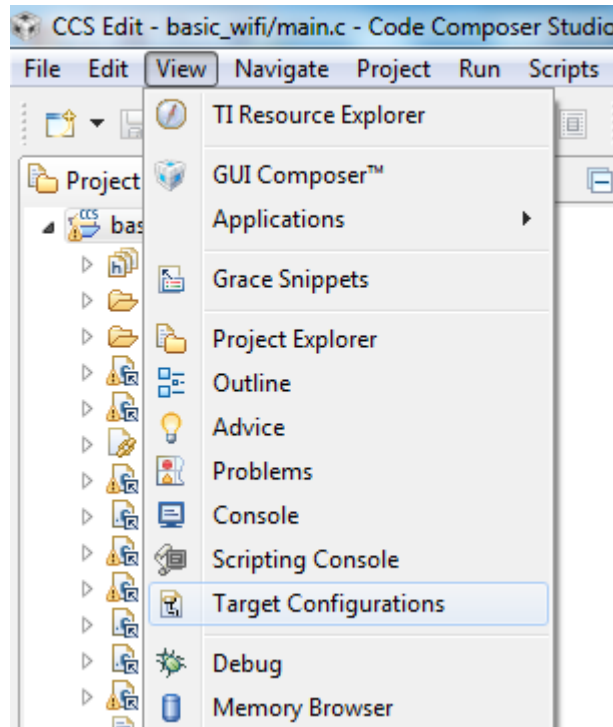 CCS Edit - basic_wifi/main.c - Code Composer Studio
File Edit View Navigate Project Run Scripts
TI Resource Explorer
Project
GUI Composer™
CCS
bas
Applications
Grace Snippets
Project Explorer
Outline
Advice
Problems
Console
Scripting Console
Target Configurations
Debug
Memory Browser